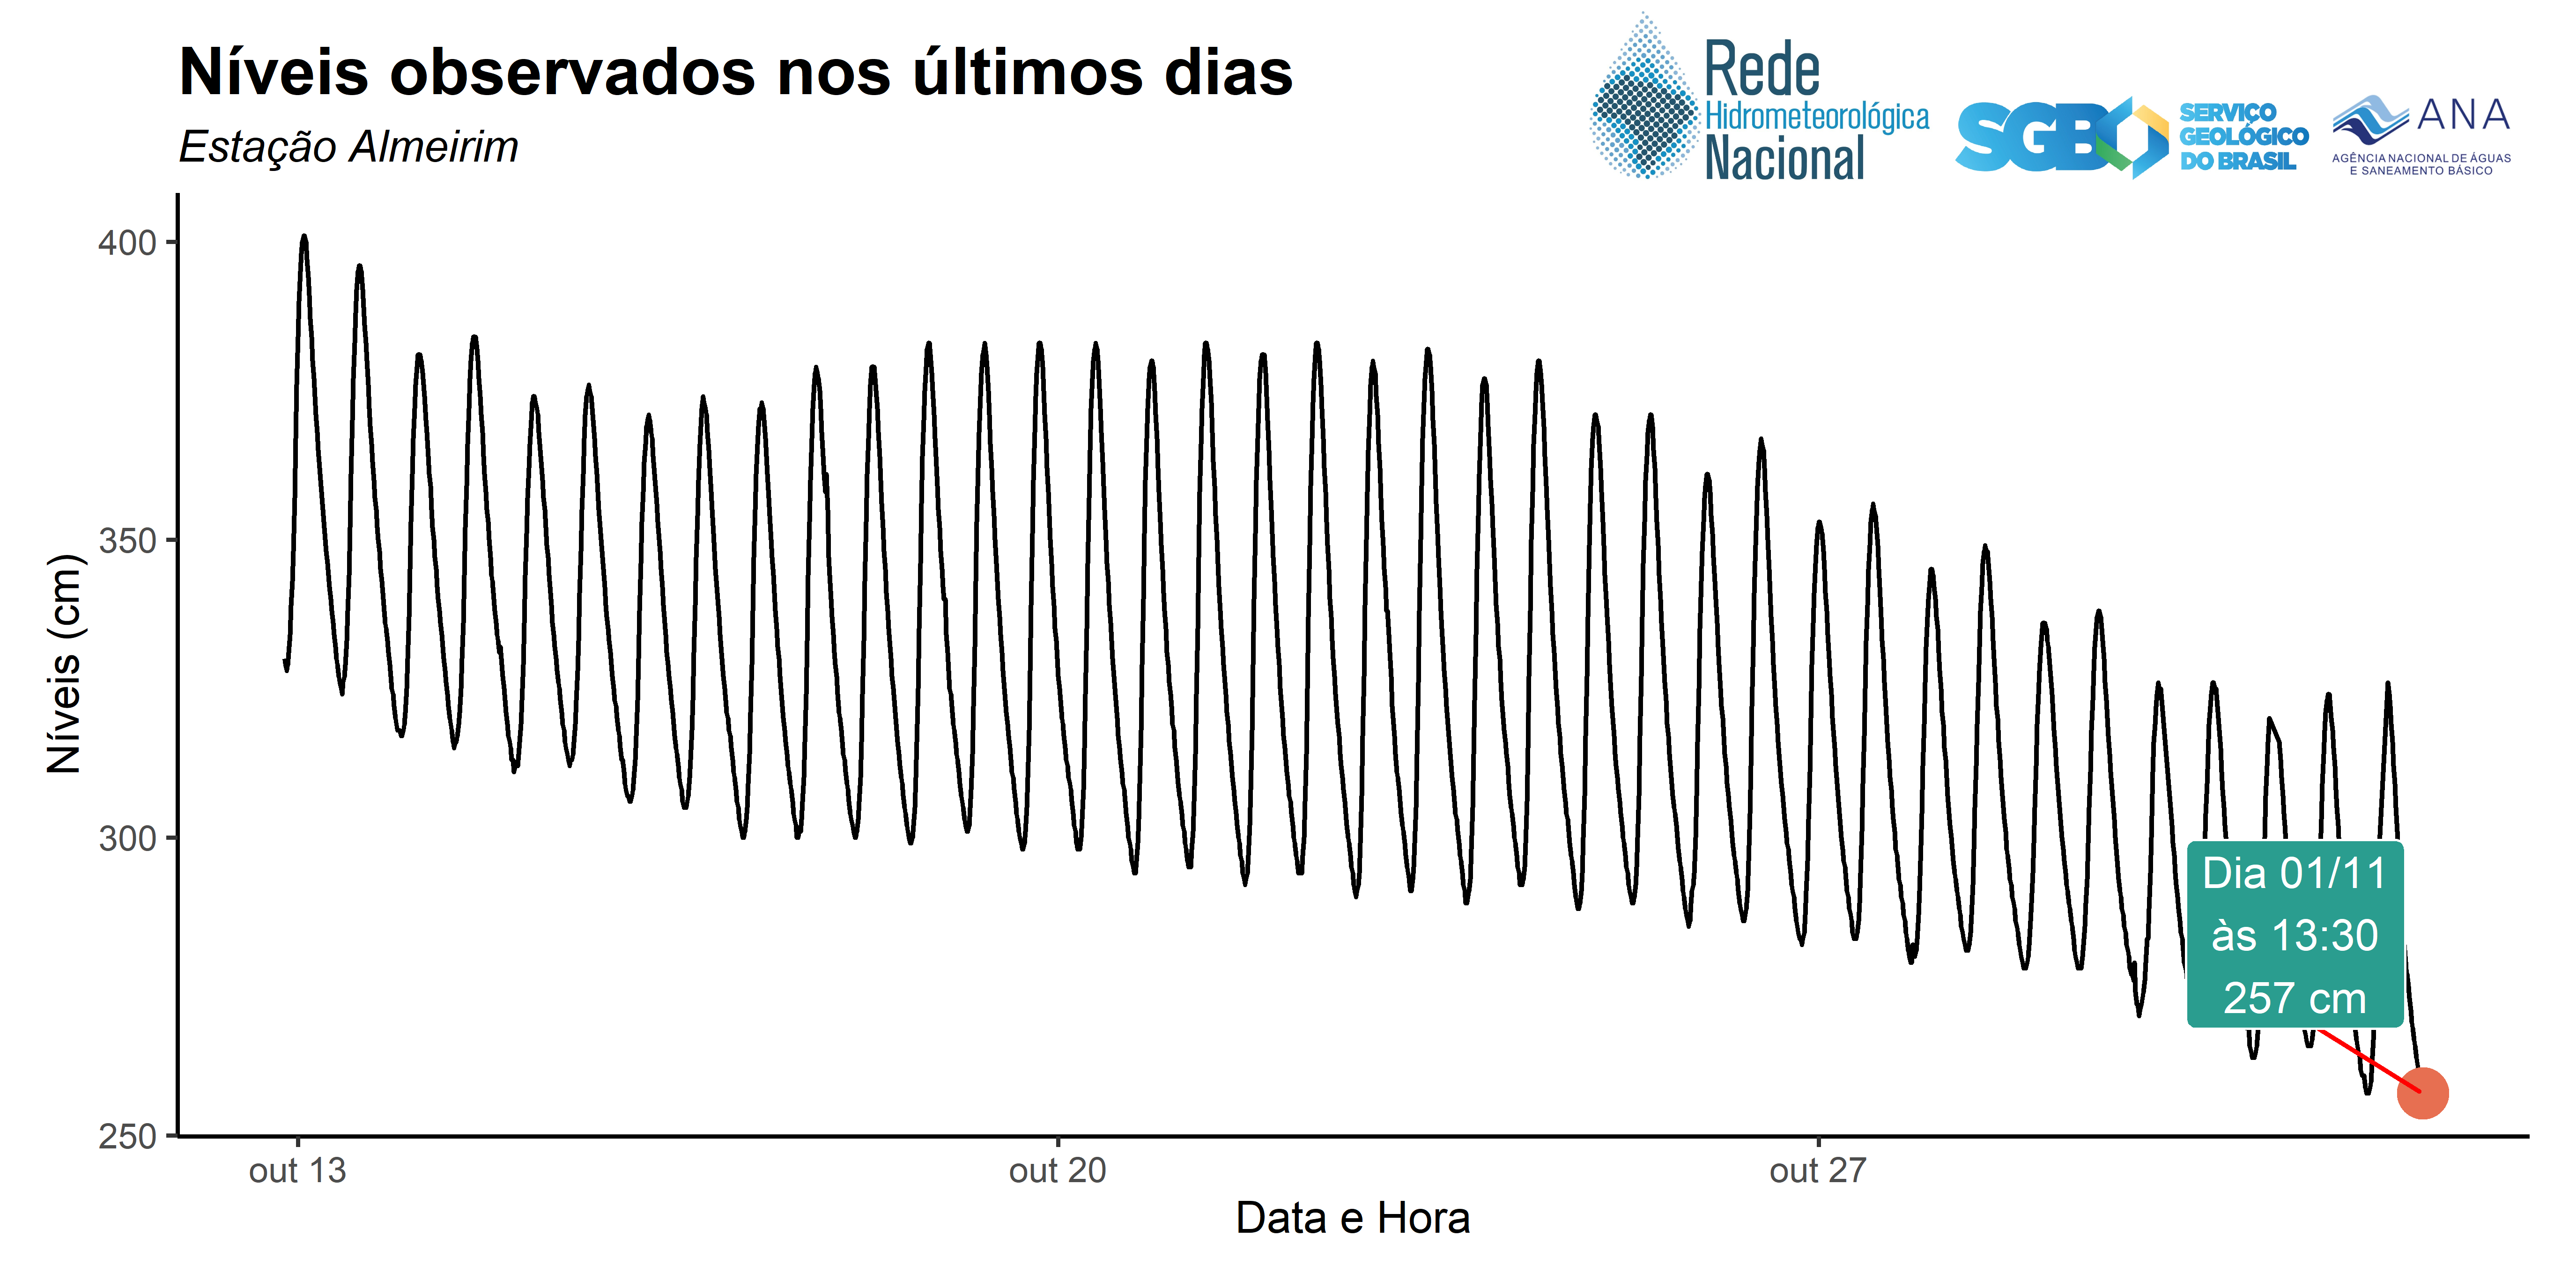 Níveis observados nos últimos dias
Estação Almeirim
Rede
Hidrometeorológica
Nacional
SGB
SERVIÇO
GEOLÓGICO
DO BRASIL
ANA
AGÊNCIA NACIONAL DE ÁGUAS
E SANEAMENTO BÁSICO
Níveis (cm)
400
350
300
250
Dia 01/11
às 13:30
257 cm
out 13
out 20
out 27
Data e Hora